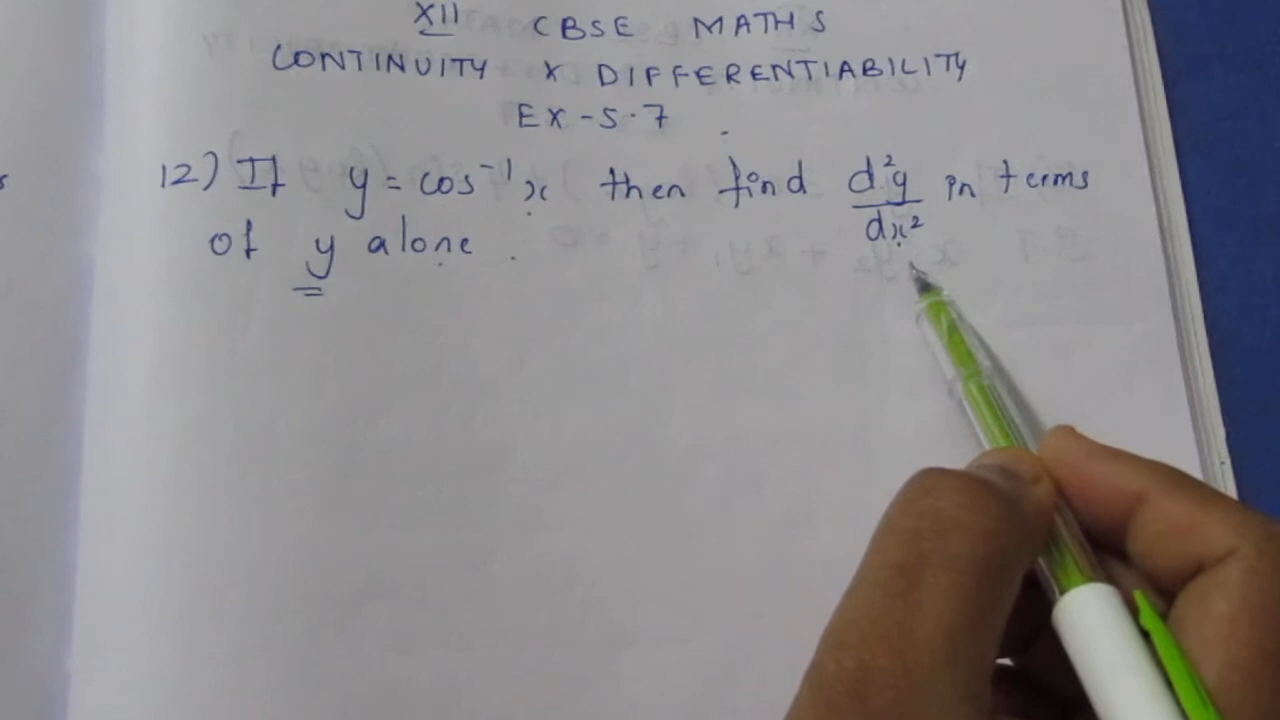 XII CBSE MATHS
CONTINUITY & DIFFERENTIABILITY
EX-5.7
12) If y = cos⁻¹x then find d²y/dx² in terms
of y alone.